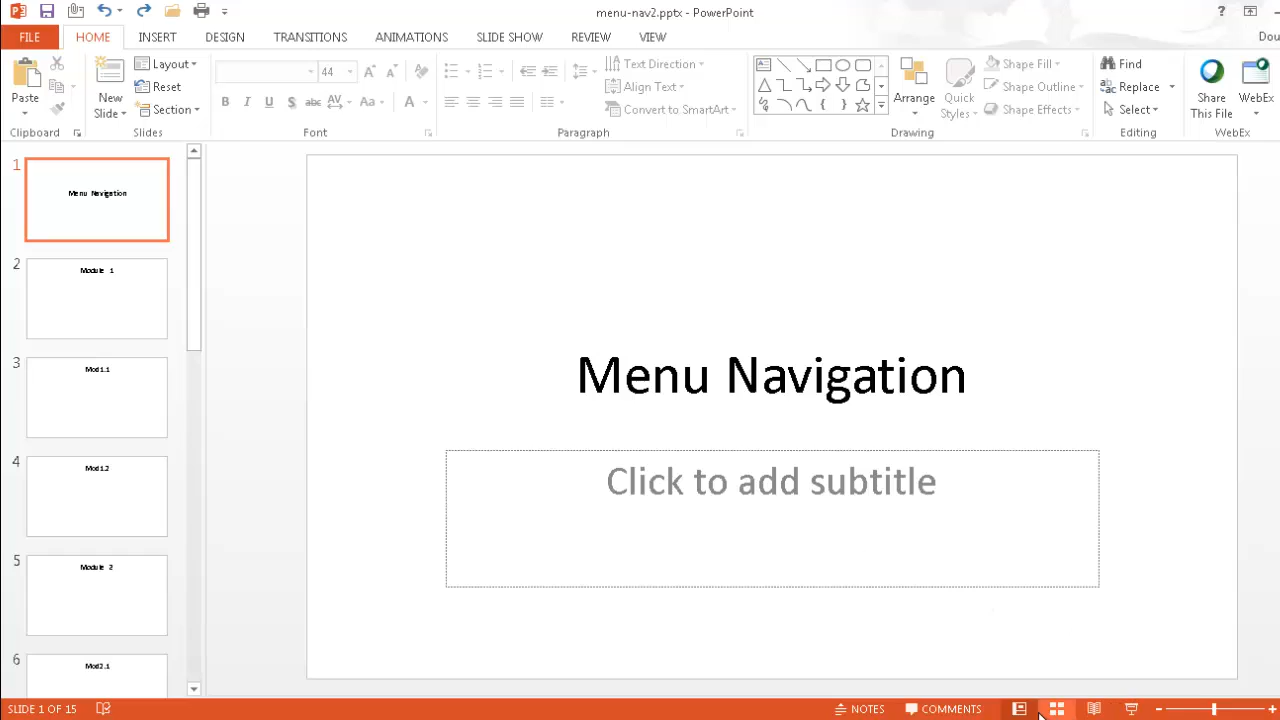 menu-nav2.pptx - PowerPoint
?
FILE HOME INSERT DESIGN TRANSITIONS ANIMATIONS SLIDE SHOW REVIEW VIEW Dou
Paste
Clipboard
New
Slide
Layout
Reset
Section
Slides
44
B I U S abc AV Aa A
Font
Text Direction
Align Text
Convert to SmartArt
Paragraph
Arrange
Quick
Styles
Shape Fill
Shape Outline
Shape Effects
Drawing
Find
Replace
Select
Editing
Share
This File
WebEx
WebEx
1
Menu Navigation
2
Module 1
3
Mod1.1
4
Mod1.2
5
Module 2
6
Mod2.1
Menu Navigation
Click to add subtitle
SLIDE 1 OF 15 NOTES COMMENTS